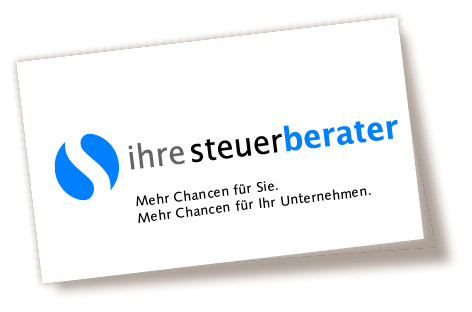 ihresteuerberater
Mehr Chancen für Sie.
Mehr Chancen für Ihr Unternehmen.